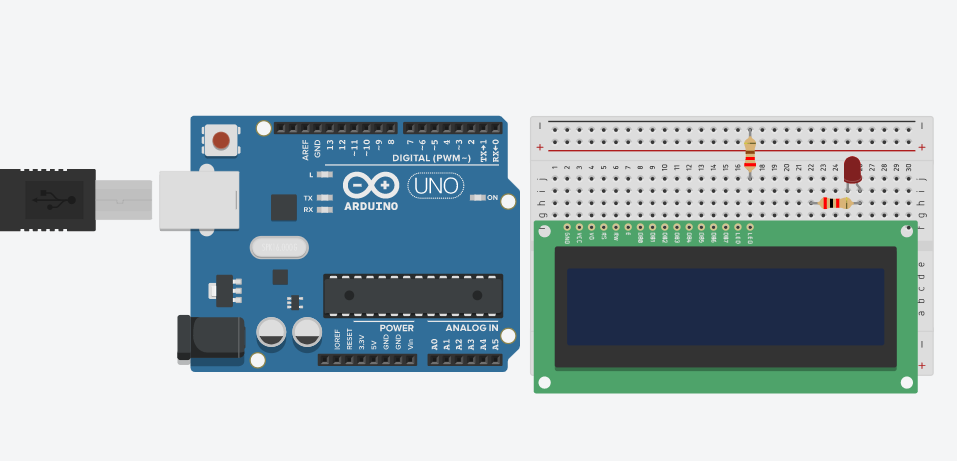 AREF
GND
13
12
~11
~10
~9
8
7
~6
~5
4
~3
2
TX→1
RX←0
DIGITAL (PWM~)
L
TX
RX
ARDUINO
UNO
ON
POWER
ANALOG IN
IOREF
RESET
3.3V
5V
GND
GND
Vin
A0
A1
A2
A3
A4
A5
1 2 3 4 5 6 7 8 9 10 11 12 13 14 15 16 17 18 19 20 21 22 23 24 25 26 27 28 29 30
j j
i i
h h
g g
GND VCC VO RS RW E DB0 DB1 DB2 DB3 DB4 DB5 DB6 DB7 LED LED
e
d
c
b
a